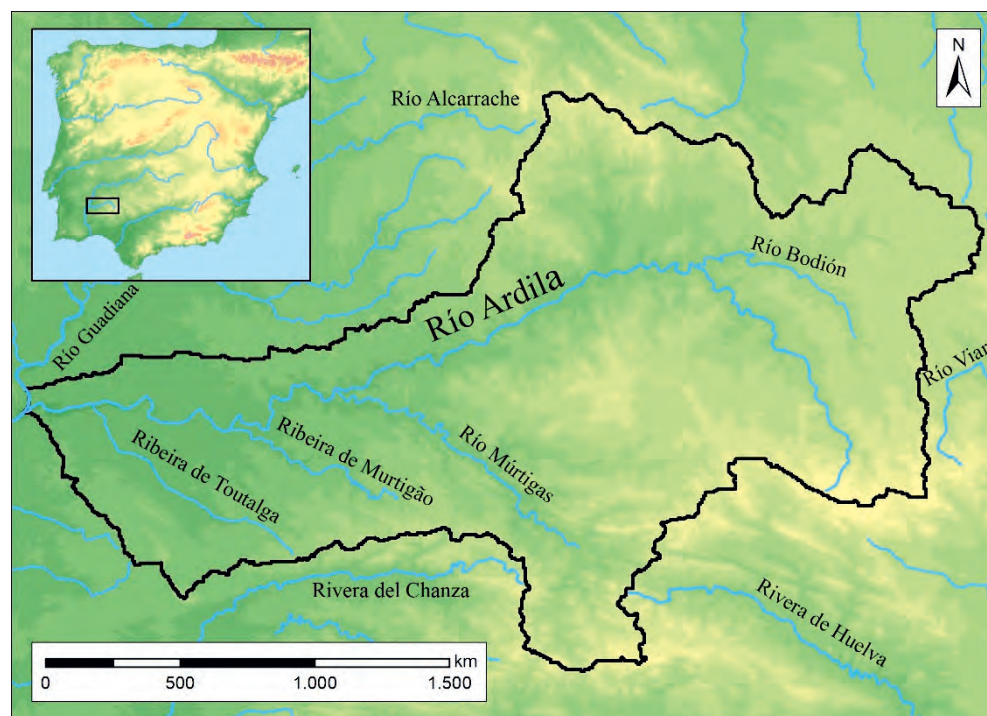 N
Río Alcarrache
Río Bodión
Río Ardila
Río Guadiana
Río Viar
Río Múrtigas
Ribeira de Murtigão
Ribeira de Toutalga
Rivera del Chanza
Rivera de Huelva
km
0 500 1.000 1.500